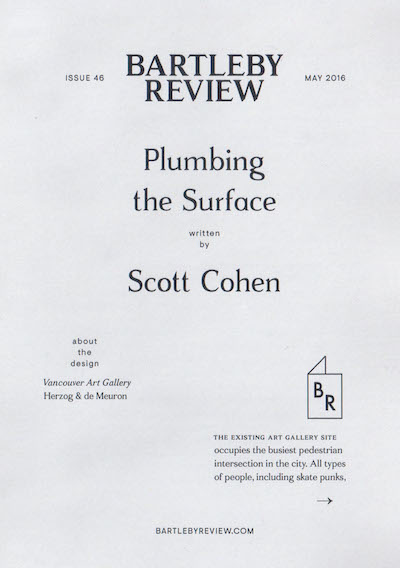 ISSUE 46
BARTLEBY
REVIEW
MAY 2016
Plumbing
the Surface
written
by
Scott Cohen
about
the
design
Vancouver Art Gallery
Herzog & de Meuron
B
R
THE EXISTING ART GALLERY SITE
occupies the busiest pedestrian
intersection in the city. All types
of people, including skate punks,
→
BARTLEBYREVIEW.COM